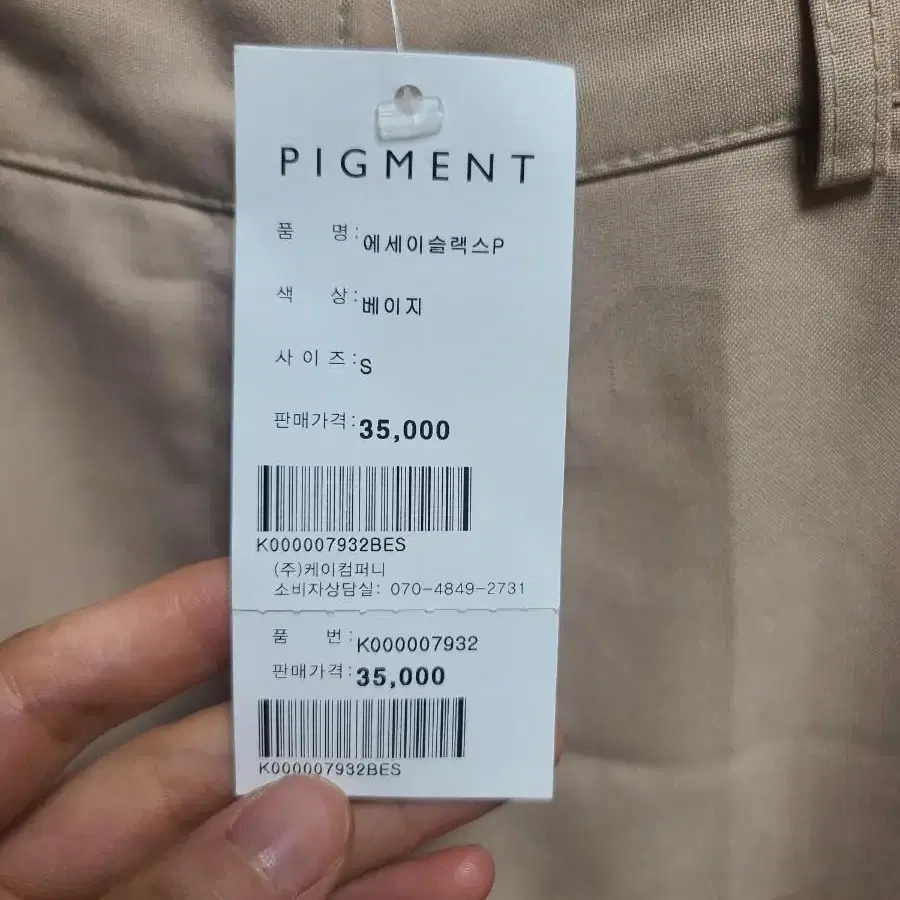 PIGMENT
품 명: 에세이슬랙스P
색 상: 베이지
사 이 즈: S
판매가격: 35,000
K000007932BES
(주)케이컴퍼니
소비자상담실: 070-4849-2731
품 번: K000007932
판매가격: 35,000
K000007932BES